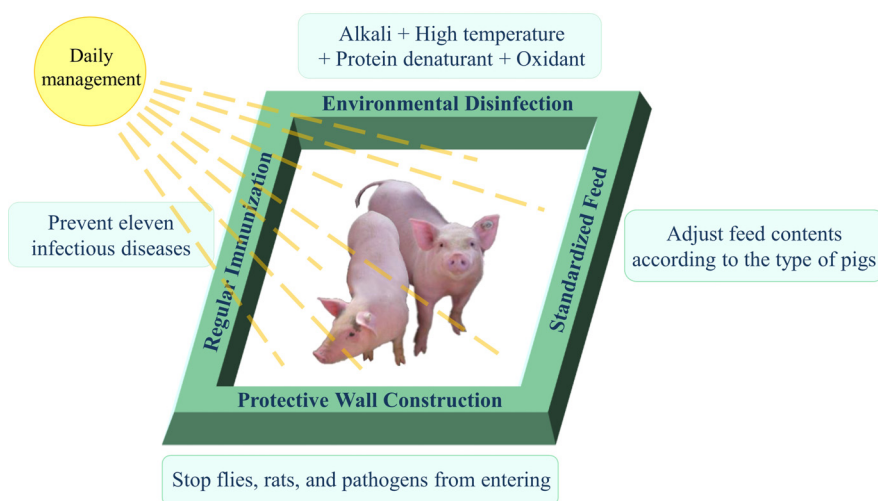 Daily
management
Alkali + High temperature
+ Protein denaturant + Oxidant
Environmental Disinfection
Prevent eleven
infectious diseases
Regular Immunization
Standardized Feed
Adjust feed contents
according to the type of pigs
Protective Wall Construction
Stop flies, rats, and pathogens from entering